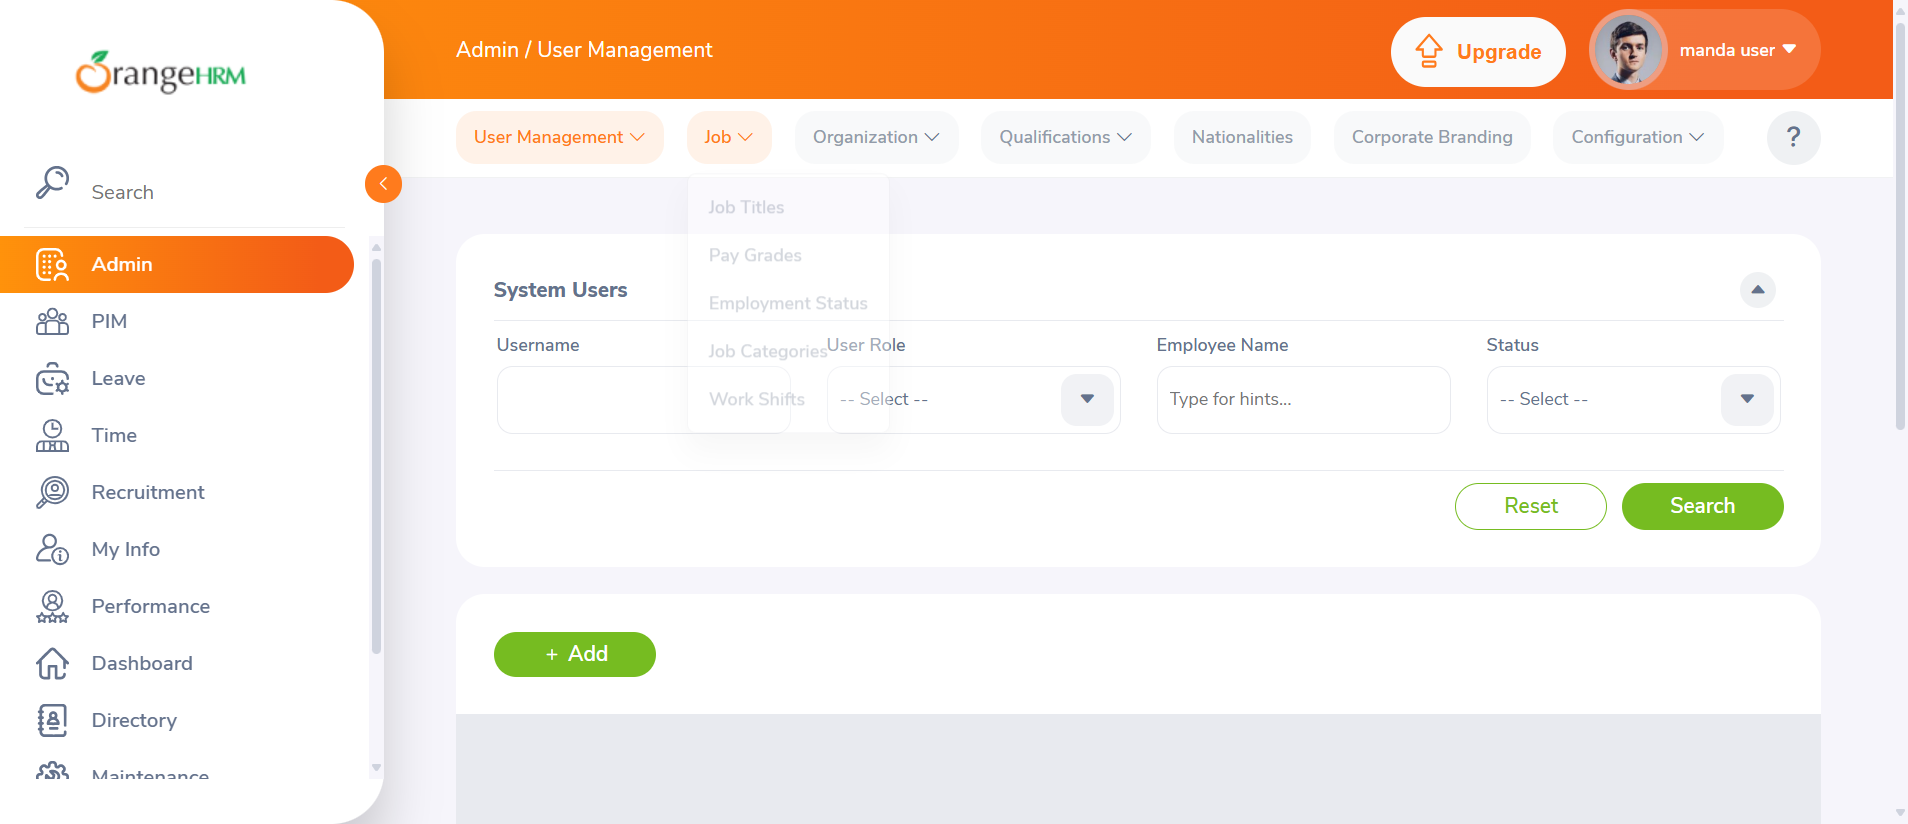 OrangeHRM
Admin / User Management
Upgrade
manda user
User Management
Job
Organization
Qualifications
Nationalities
Corporate Branding
Configuration
?
Search
Admin
PIM
Leave
Time
Recruitment
My Info
Performance
Dashboard
Directory
Maintenance
Job Titles
Pay Grades
Employment Status
Job Categories
Work Shifts
System Users
Username
User Role
-- Select --
Employee Name
Type for hints...
Status
-- Select --
Reset
Search
+ Add